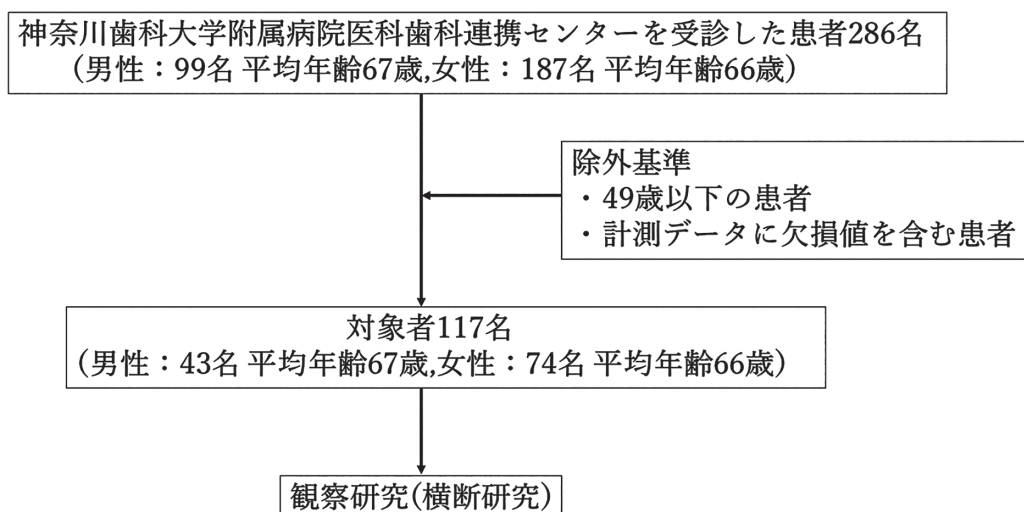 神奈川歯科大学附属病院医科歯科連携センターを受診した患者286名
（男性：99名 平均年齢67歳,女性：187名 平均年齢66歳）
除外基準
・49歳以下の患者
・計測データに欠損値を含む患者
対象者117名
（男性：43名 平均年齢67歳,女性：74名 平均年齢66歳）
観察研究(横断研究)